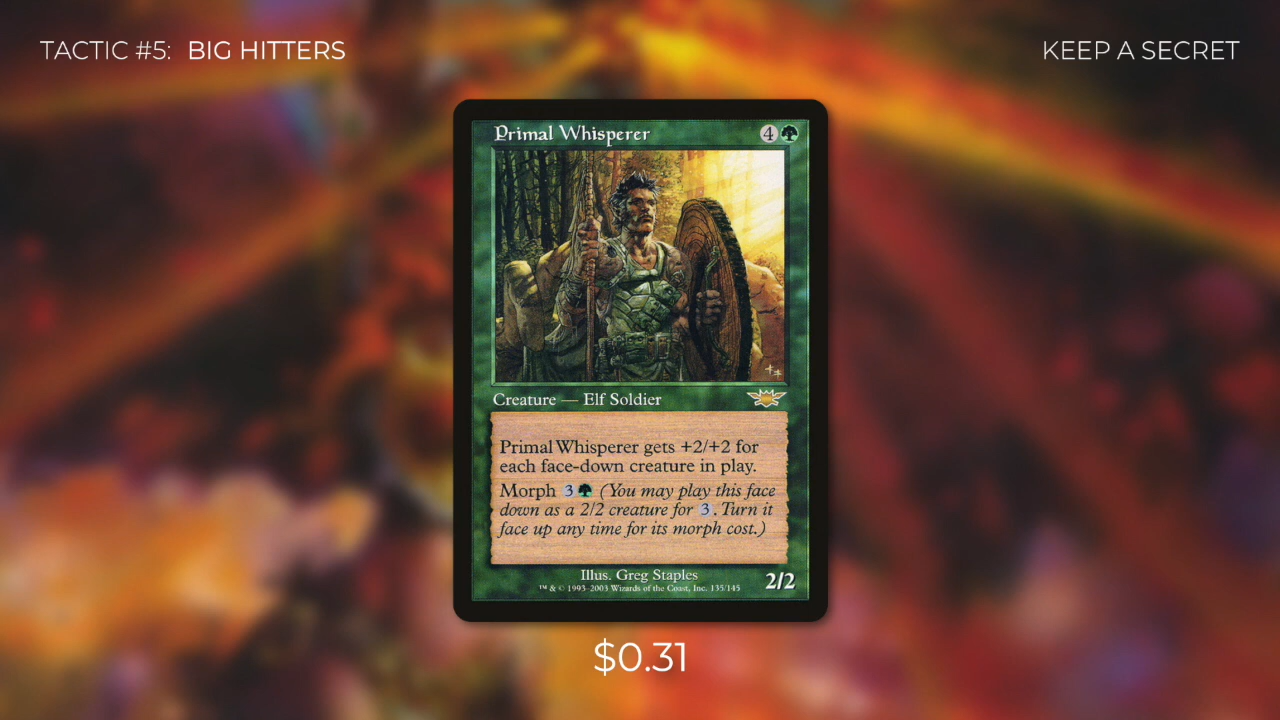 TACTIC #5: BIG HITTERS
KEEP A SECRET
Primal Whisperer 4
Creature — Elf Soldier
Primal Whisperer gets +2/+2 for
each face-down creature in play.
Morph 3 (You may play this face
down as a 2/2 creature for 3. Turn it
face up any time for its morph cost.)
Illus. Greg Staples
™ & © 1993-2003 Wizards of the Coast, Inc. 135/145
2/2
$0.31